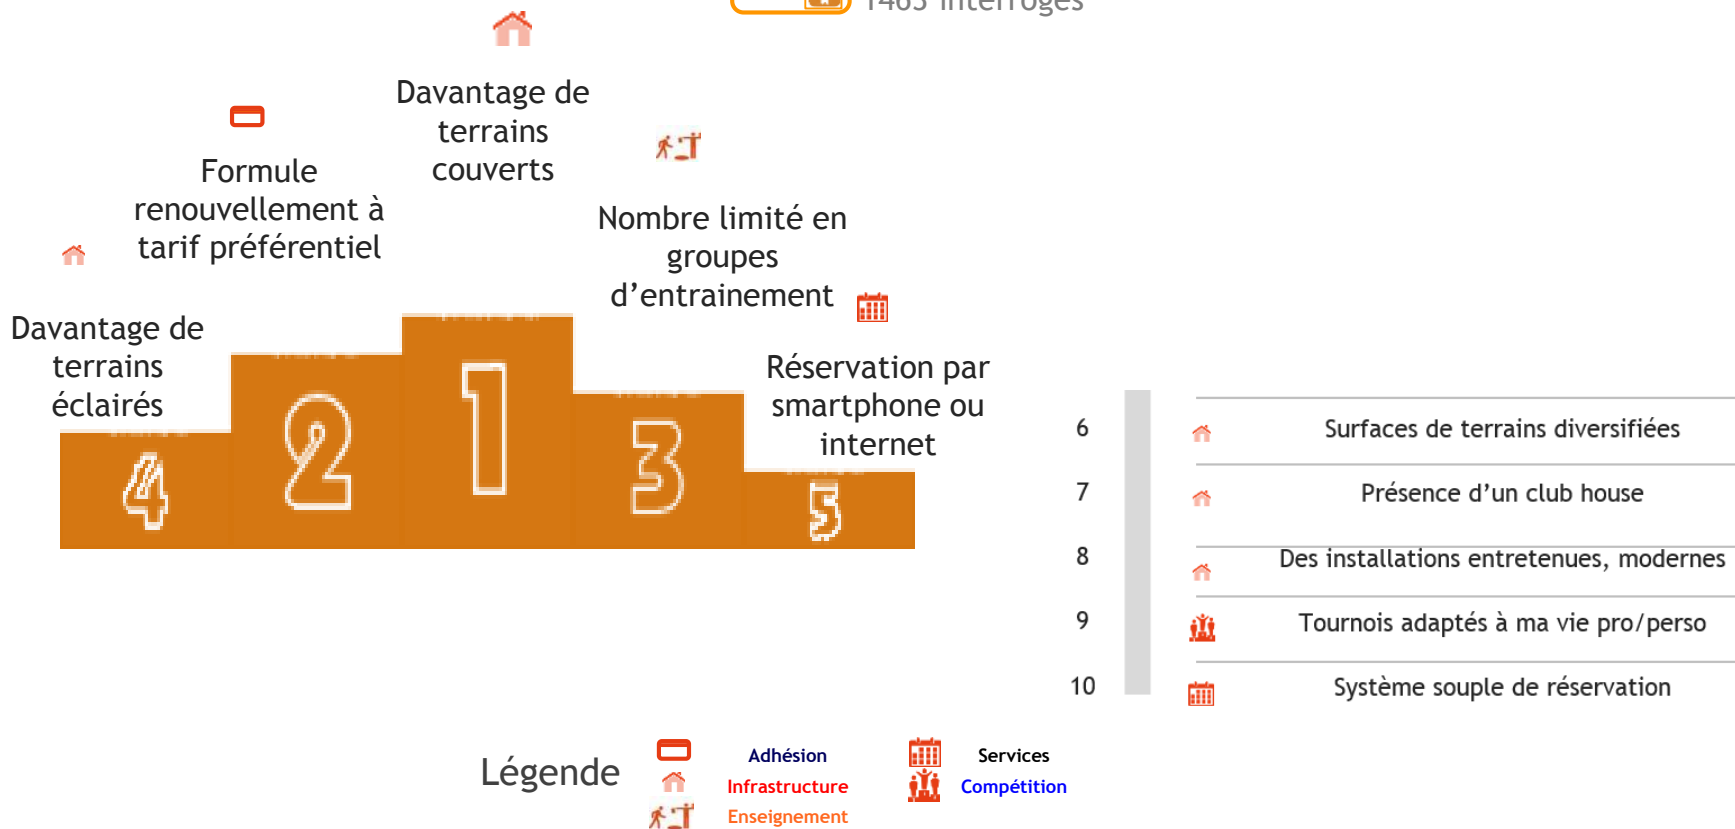 1463 interrogés
Davantage de
terrains
couverts
Formule
renouvellement à
tarif préférentiel
Nombre limité en
groupes
d’entrainement
Davantage de
terrains
éclairés
Réservation par
smartphone ou
internet
4
2
1
3
5
6 Surfaces de terrains diversifiées
7 Présence d’un club house
8 Des installations entretenues, modernes
9 Tournois adaptés à ma vie pro/perso
10 Système souple de réservation
Légende
Adhésion
Infrastructure
Enseignement
Services
Compétition